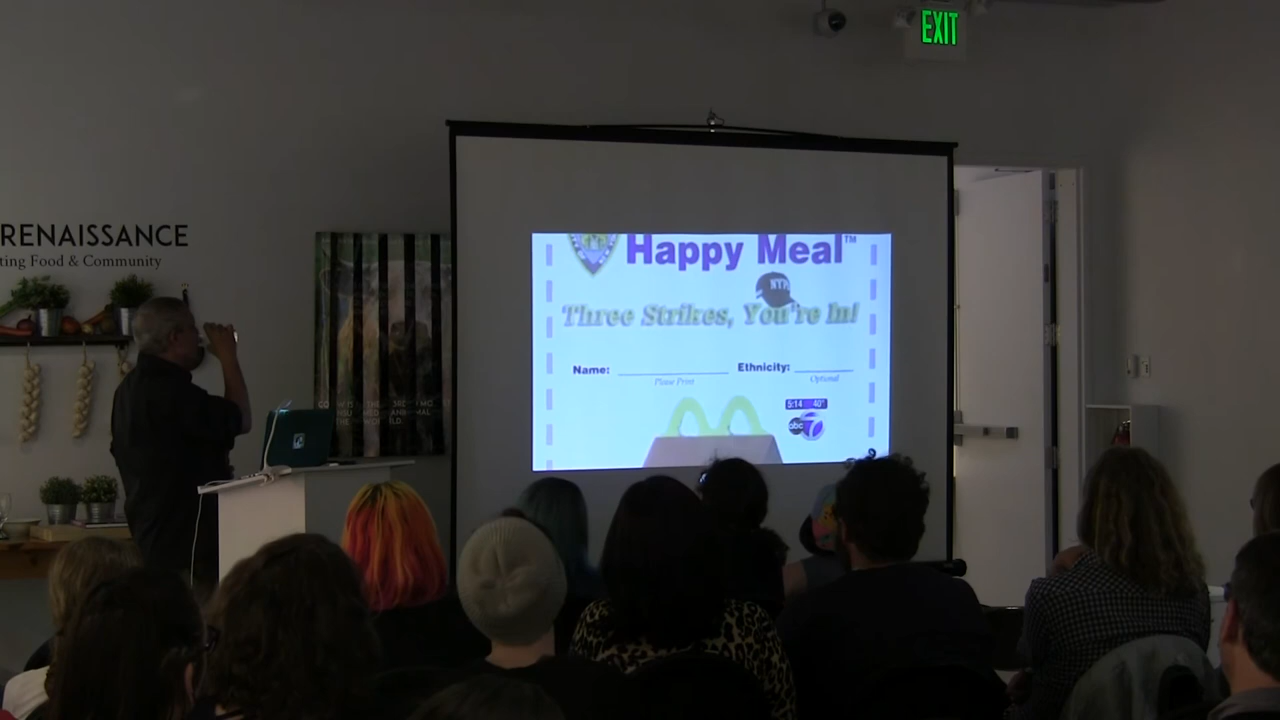 EXIT
RENAISSANCE
ting Food & Community
Happy Meal™
NYP
Three Strikes, You're In!
Name: Ethnicity:
Please Print Optional
5:14 40°
abc 7